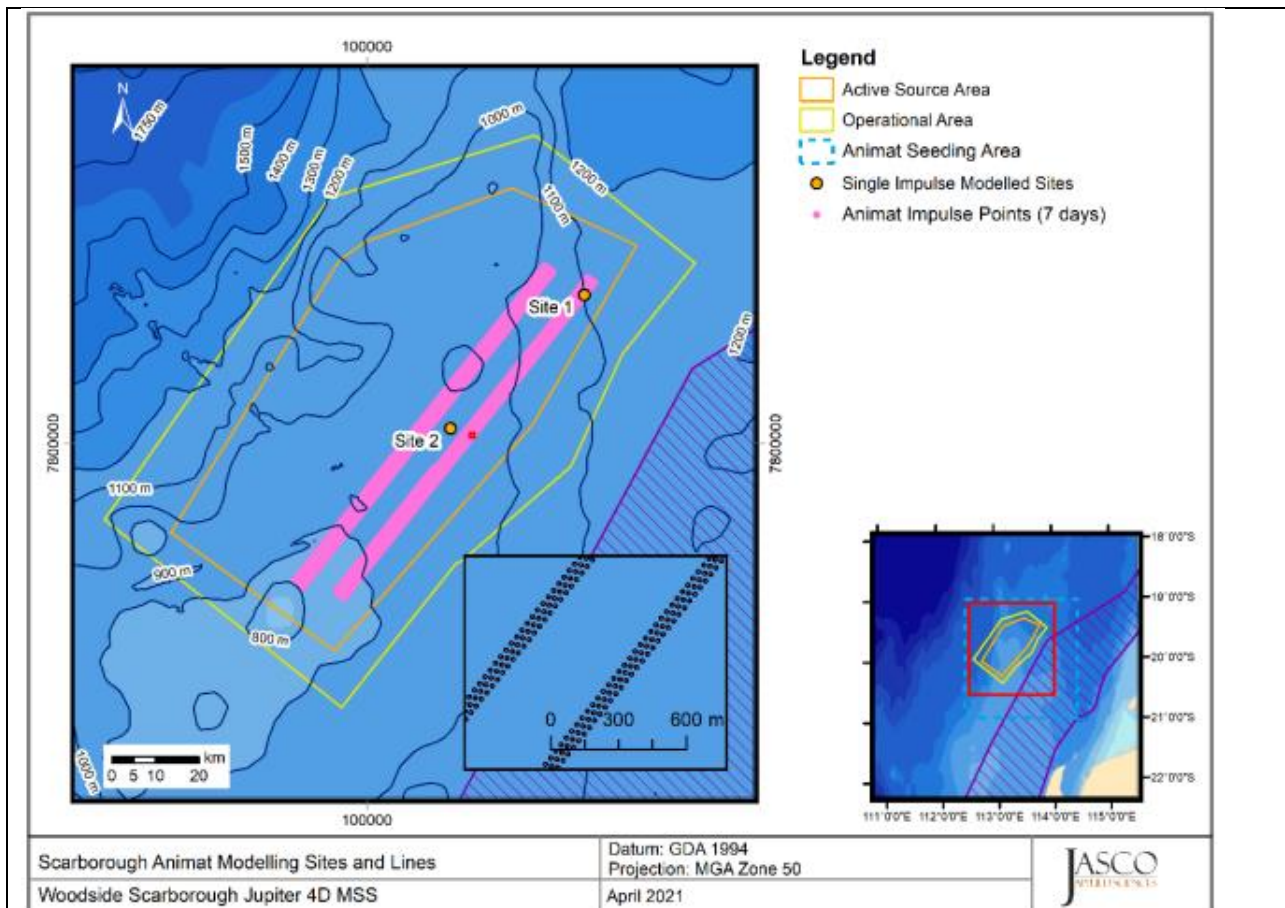 100000
N
1750 m
1500 m
1400 m
1300 m
1200 m
1000 m
1100 m
1200 m
Site 1
1200 m
Site 2
7800000
7800000
1100 m
900 m
800 m
1000 m
0 5 10 20 km
0 300 600 m
100000
Legend
Active Source Area
Operational Area
Animat Seeding Area
Single Impulse Modelled Sites
Animat Impulse Points (7 days)
18°0'0"S
19°0'0"S
20°0'0"S
21°0'0"S
22°0'0"S
111°0'0"E 112°0'0"E 113°0'0"E 114°0'0"E 115°0'0"E
Scarborough Animat Modelling Sites and Lines
Datum: GDA 1994
Projection: MGA Zone 50
Woodside Scarborough Jupiter 4D MSS
April 2021
JASCO
APPLIED SCIENCES